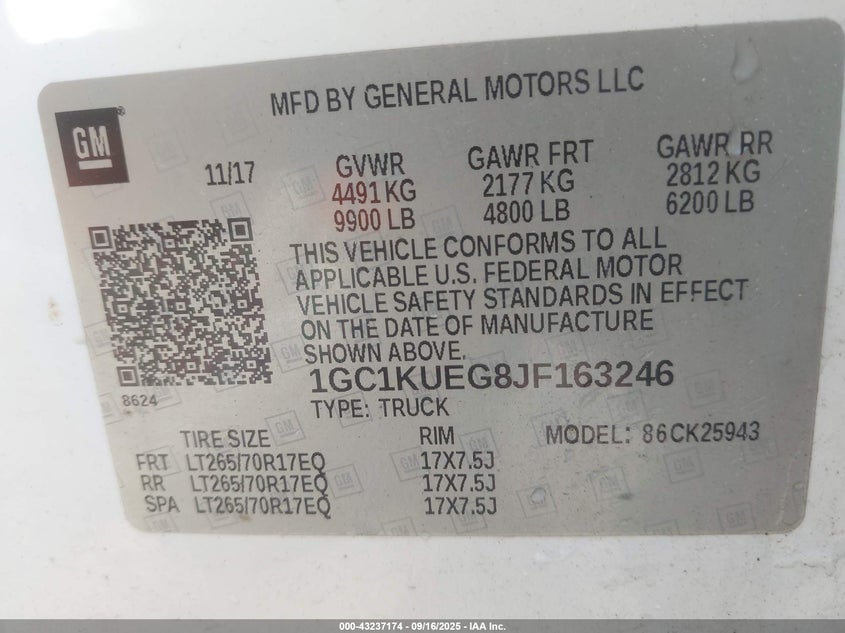 MFD BY GENERAL MOTORS LLC
GM
11/17
GVWR
4491 KG
9900 LB
GAWR FRT
2177 KG
4800 LB
GAWR RR
2812 KG
6200 LB
THIS VEHICLE CONFORMS TO ALL
APPLICABLE U.S. FEDERAL MOTOR
VEHICLE SAFETY STANDARDS IN EFFECT
ON THE DATE OF MANUFACTURE
SHOWN ABOVE.
8624
1GC1KUEG8JF163246
TYPE: TRUCK
MODEL: 86CK25943
TIRE SIZE RIM
FRT LT265/70R17EQ 17X7.5J
RR LT265/70R17EQ 17X7.5J
SPA LT265/70R17EQ 17X7.5J
000-43237174 - 09/16/2025 - IAA Inc.